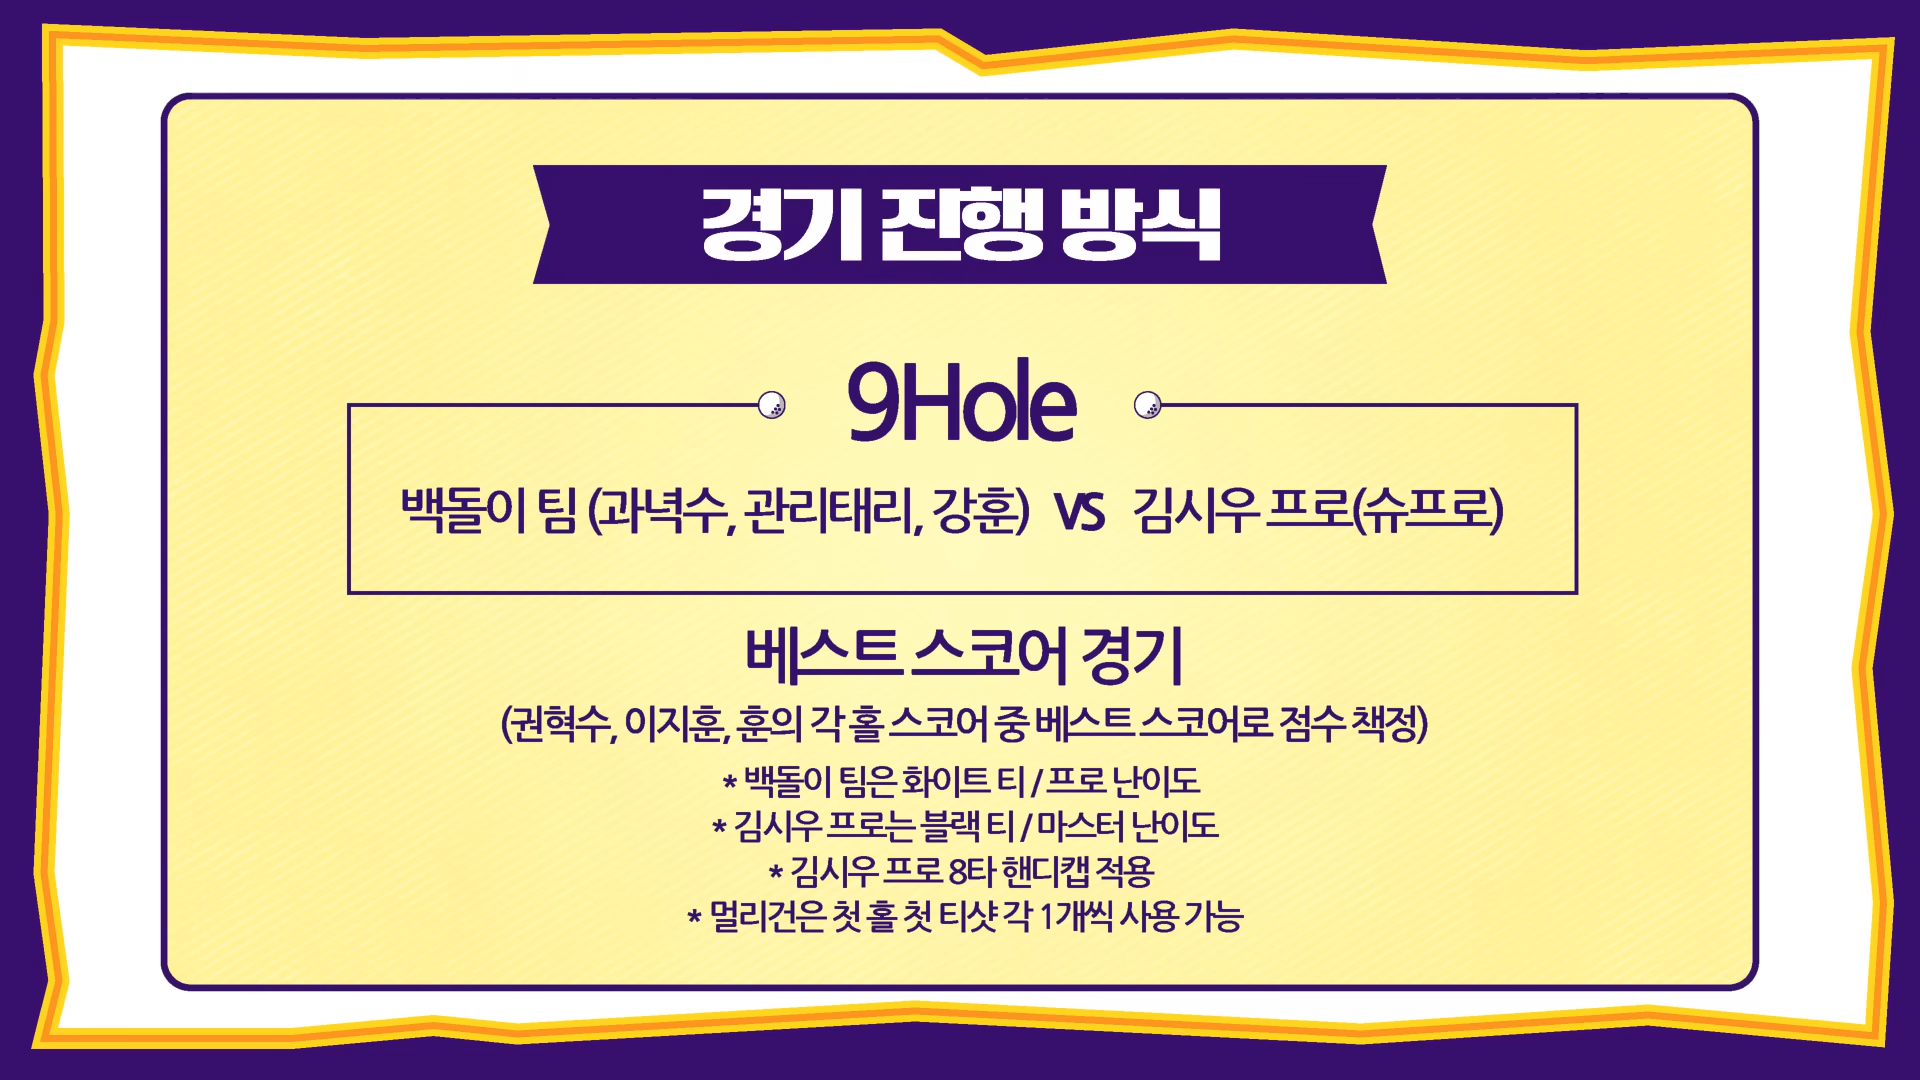 경기 진행 방식
9Hole
백돌이 팀 (과녁수, 관리태리, 강훈) VS 김시우 프로(슈프로)
베스트 스코어 경기
(권혁수, 이지훈, 훈의 각 홀 스코어 중 베스트 스코어로 점수 책정)
* 백돌이 팀은 화이트 티 / 프로 난이도
* 김시우 프로는 블랙 티 / 마스터 난이도
* 김시우 프로 8타 핸디캡 적용
* 멀리건은 첫 홀 첫 티샷 각 1개씩 사용 가능